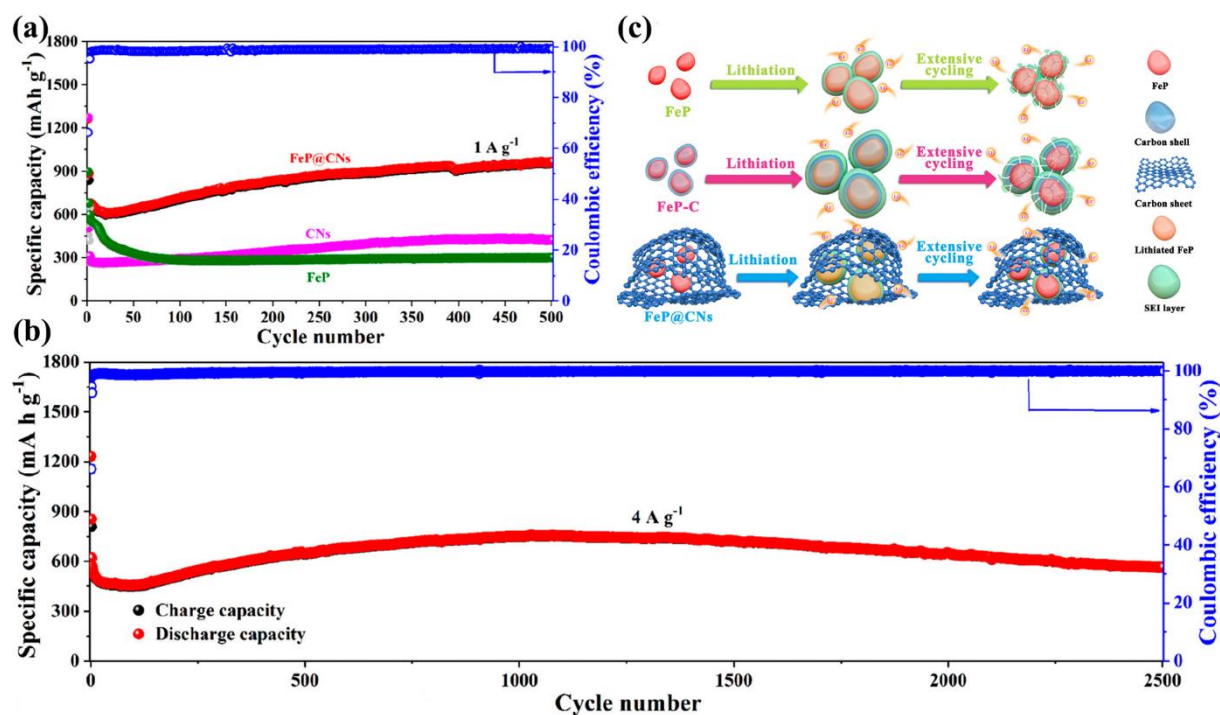 (a)
1800
1500
1200
900
600
300
0
Specific capacity (mAh g⁻¹)
FeP@CNs
1 A g⁻¹
CNs
FeP
0 50 100 150 200 250 300 350 400 450 500
Cycle number
100
80
60
40
20
0
Coulombic efficiency (%)
(c)
FeP
Lithiation
Extensive
cycling
FeP-C
Lithiation
Extensive
cycling
FeP@CNs
Lithiation
Extensive
cycling
FeP
Carbon shell
Carbon sheet
Lithiated FeP
SEI layer
(b)
1800
1500
1200
900
600
300
0
Specific capacity (mA h g⁻¹)
4 A g⁻¹
Charge capacity
Discharge capacity
0 500 1000 1500 2000 2500
Cycle number
100
80
60
40
20
0
Coulombic efficiency (%)